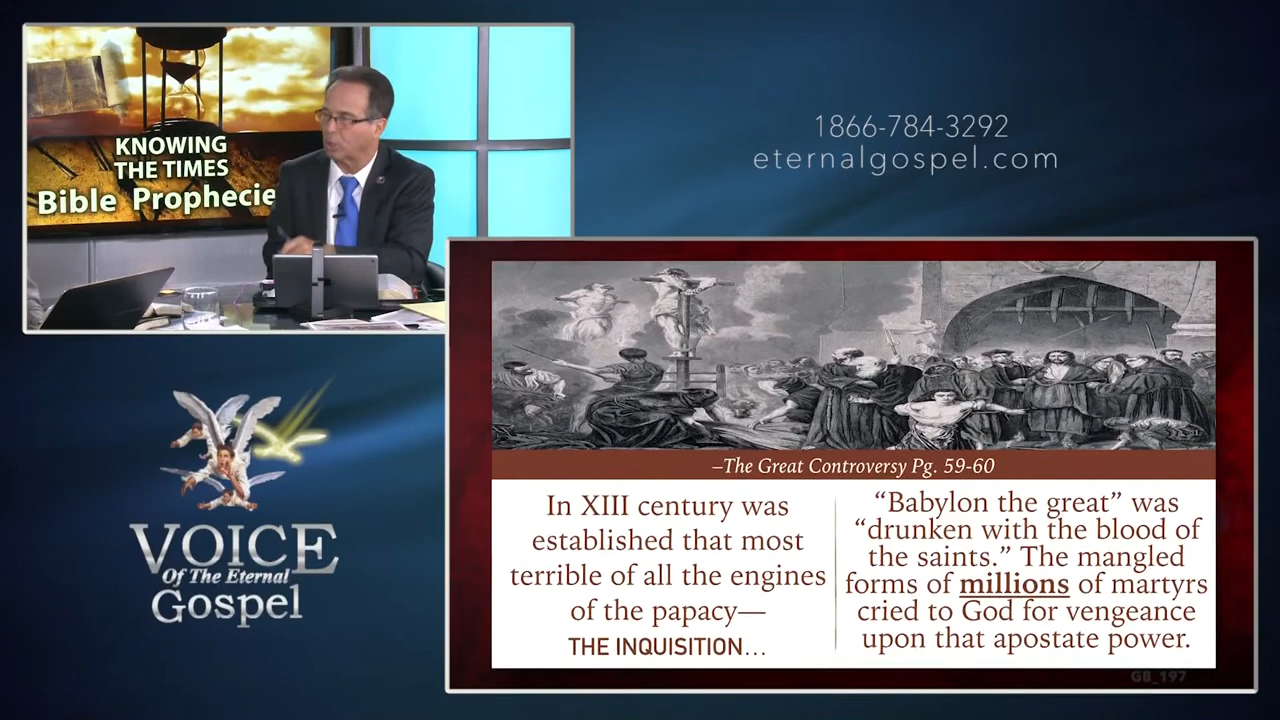 KNOWING
THE TIMES
Bible Prophecie
1866-784-3292
eternalgospel.com
–The Great Controversy Pg. 59-60
In XIII century was
established that most
terrible of all the engines
of the papacy—
THE INQUISITION...
“Babylon the great” was
“drunken with the blood of
the saints.” The mangled
forms of millions of martyrs
cried to God for vengeance
upon that apostate power.
GB_197
VOICE
Of The Eternal
Gospel